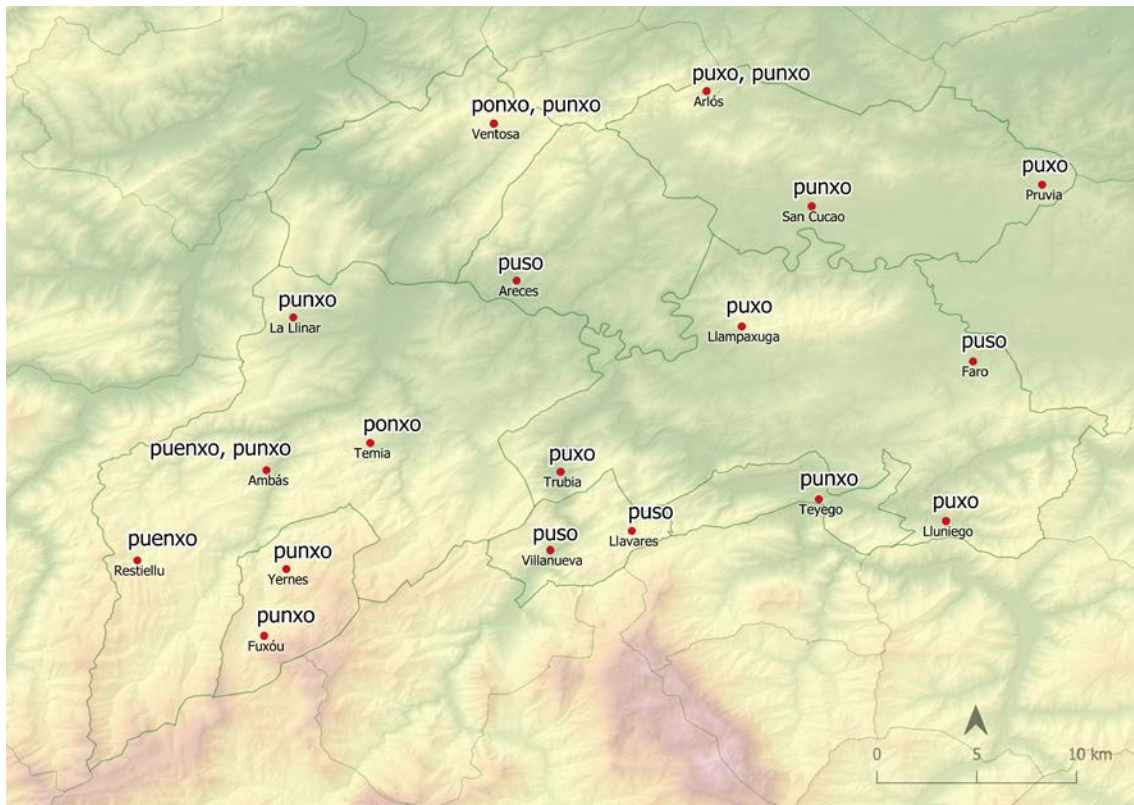 puxo, punxo
Arlós
ponxo, punxo
Ventosa
puxo
Pruvia
punxo
San Cucao
puso
Areces
punxo
La Llinar
puxo
Llampaxuga
puso
Faro
ponxo
Temia
puenxo, punxo
Ambás
puxo
Trubia
punxo
Teyego
puxo
Lluniego
puso
Llavares
puso
Villanueva
puenxo
Restiellu
punxo
Yernes
punxo
Fuxóu
0 5 10 km